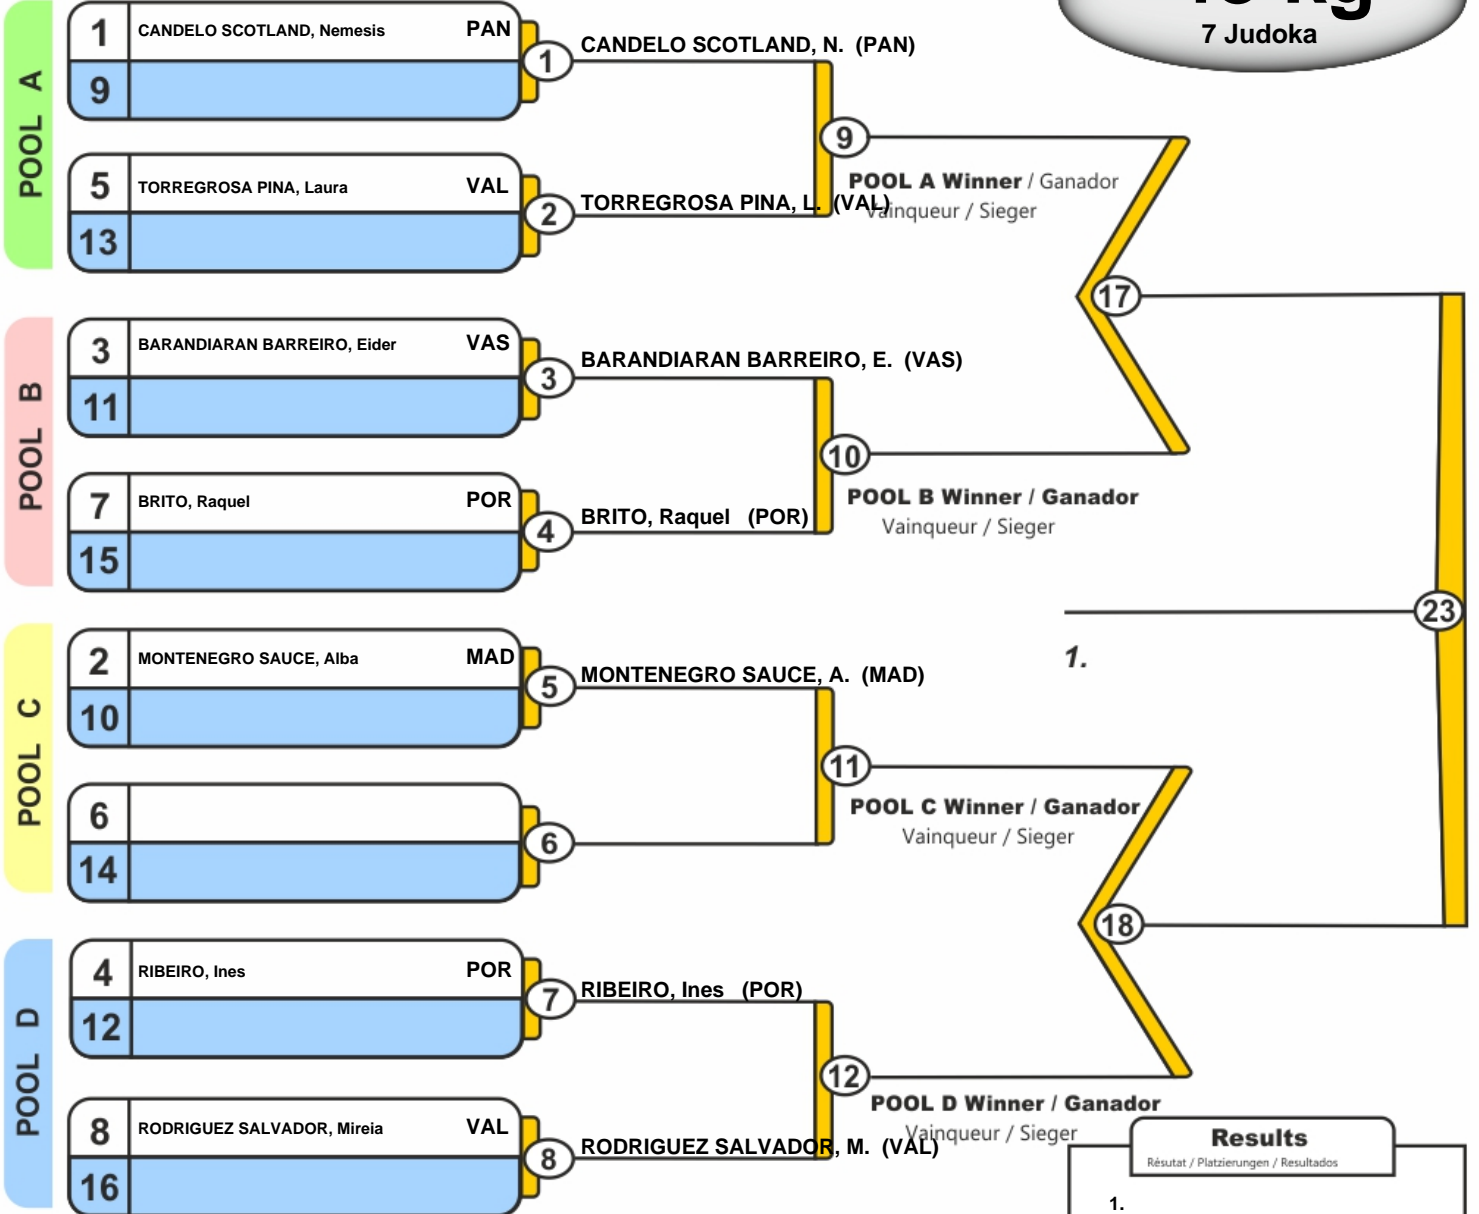 7 Judoka
POOL A
1 CANDELO SCOTLAND, Nemesis PAN
9
1
CANDELO SCOTLAND, N. (PAN)
5 TORREGROSA PINA, Laura VAL
13
2
TORREGROSA PINA, L. (VAL)
9
POOL A Winner / Ganador
Vainqueur / Sieger
POOL B
3 BARANDIARAN BARREIRO, Eider VAS
11
3
BARANDIARAN BARREIRO, E. (VAS)
7 BRITO, Raquel POR
15
4
BRITO, Raquel (POR)
10
POOL B Winner / Ganador
Vainqueur / Sieger
17
23
1.
POOL C
2 MONTENEGRO SAUCE, Alba MAD
10
5
MONTENEGRO SAUCE, A. (MAD)
6
14
6
11
POOL C Winner / Ganador
Vainqueur / Sieger
18
POOL D
4 RIBEIRO, Ines POR
12
7
RIBEIRO, Ines (POR)
8 RODRIGUEZ SALVADOR, Mireia VAL
16
8
RODRIGUEZ SALVADOR, M. (VAL)
12
POOL D Winner / Ganador
Vainqueur / Sieger
Results
Résutat / Platzierungen / Resultados
1.